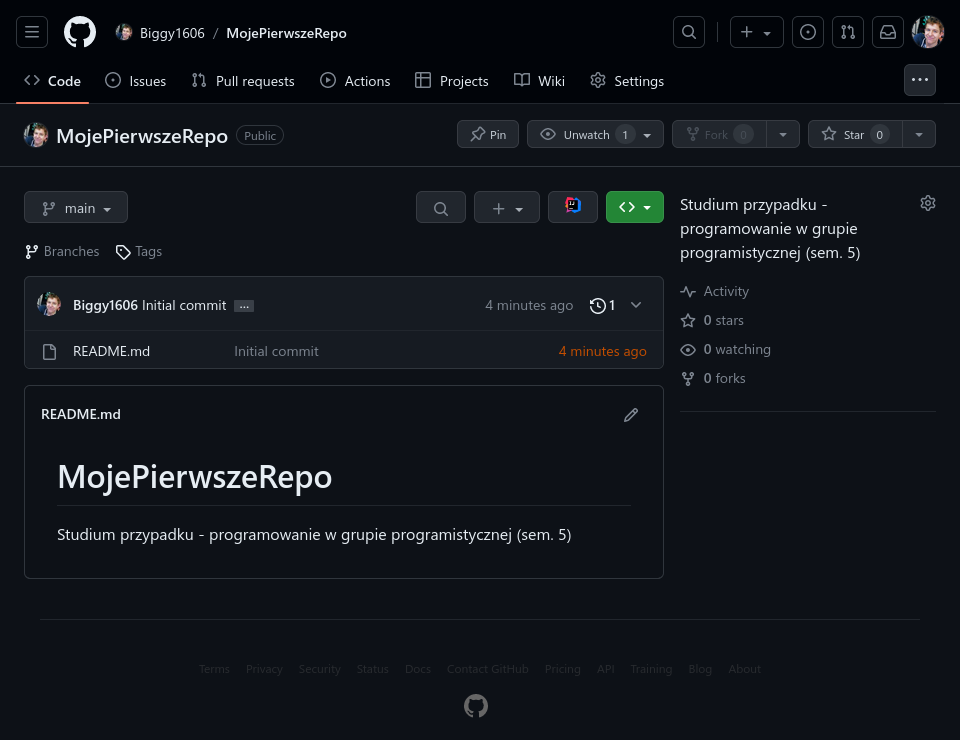 Biggy1606 / MojePierwszeRepo
Code Issues Pull requests Actions Projects Wiki Settings
MojePierwszeRepo Public
Pin Unwatch 1 Fork 0 Star 0
main
Branches Tags
Biggy1606 Initial commit ... 4 minutes ago 1
README.md Initial commit 4 minutes ago
README.md
MojePierwszeRepo
Studium przypadku - programowanie w grupie programistycznej (sem. 5)
Studium przypadku -
programowanie w grupie
programistycznej (sem. 5)
Activity
0 stars
0 watching
0 forks
Terms Privacy Security Status Docs Contact GitHub Pricing API Training Blog About